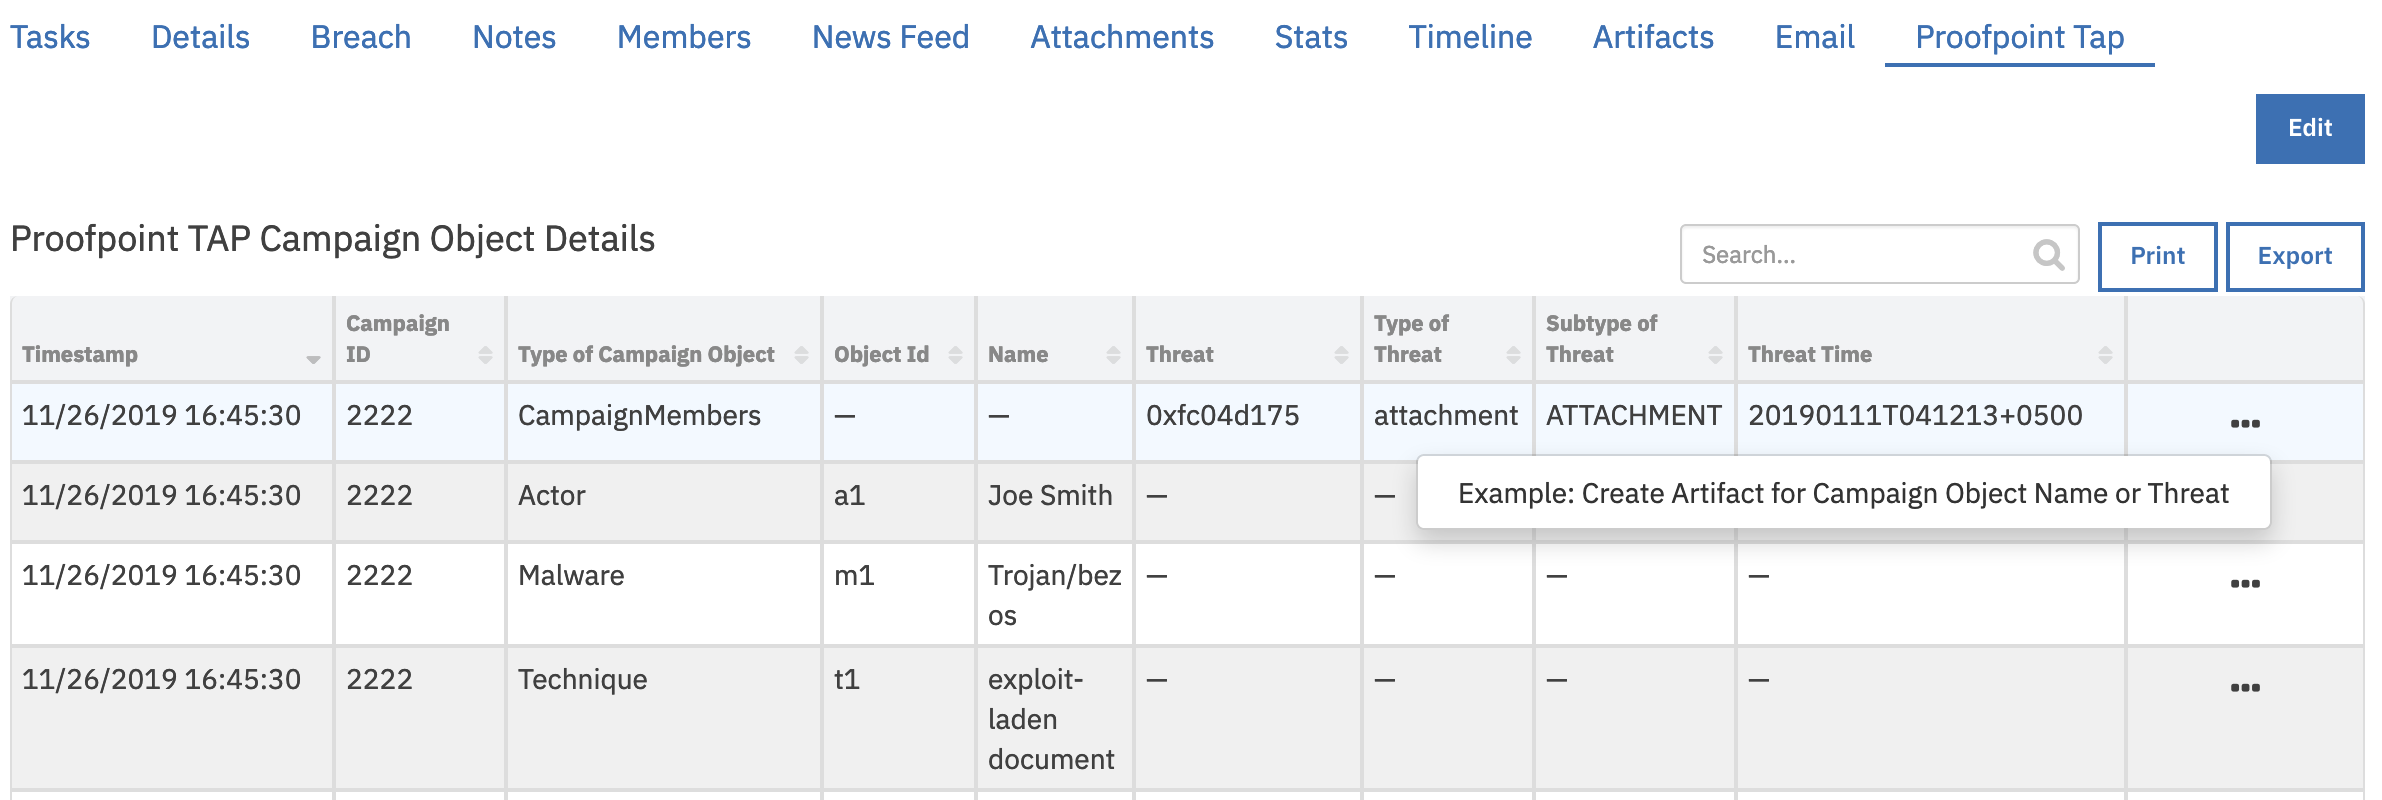 Tasks Details Breach Notes Members News Feed Attachments Stats Timeline Artifacts Email Proofpoint Tap
Edit
Proofpoint TAP Campaign Object Details
Search...
Print
Export
Timestamp
Campaign
ID
Type of Campaign Object
Object Id
Name
Threat
Type of
Threat
Subtype of
Threat
Threat Time
11/26/2019 16:45:30 2222 CampaignMembers — — 0xfc04d175 attachment ATTACHMENT 20190111T041213+0500
11/26/2019 16:45:30 2222 Actor a1 Joe Smith — —
Example: Create Artifact for Campaign Object Name or Threat
11/26/2019 16:45:30 2222 Malware m1 Trojan/bez — — — —
os
11/26/2019 16:45:30 2222 Technique t1 exploit- — — — —
laden
document